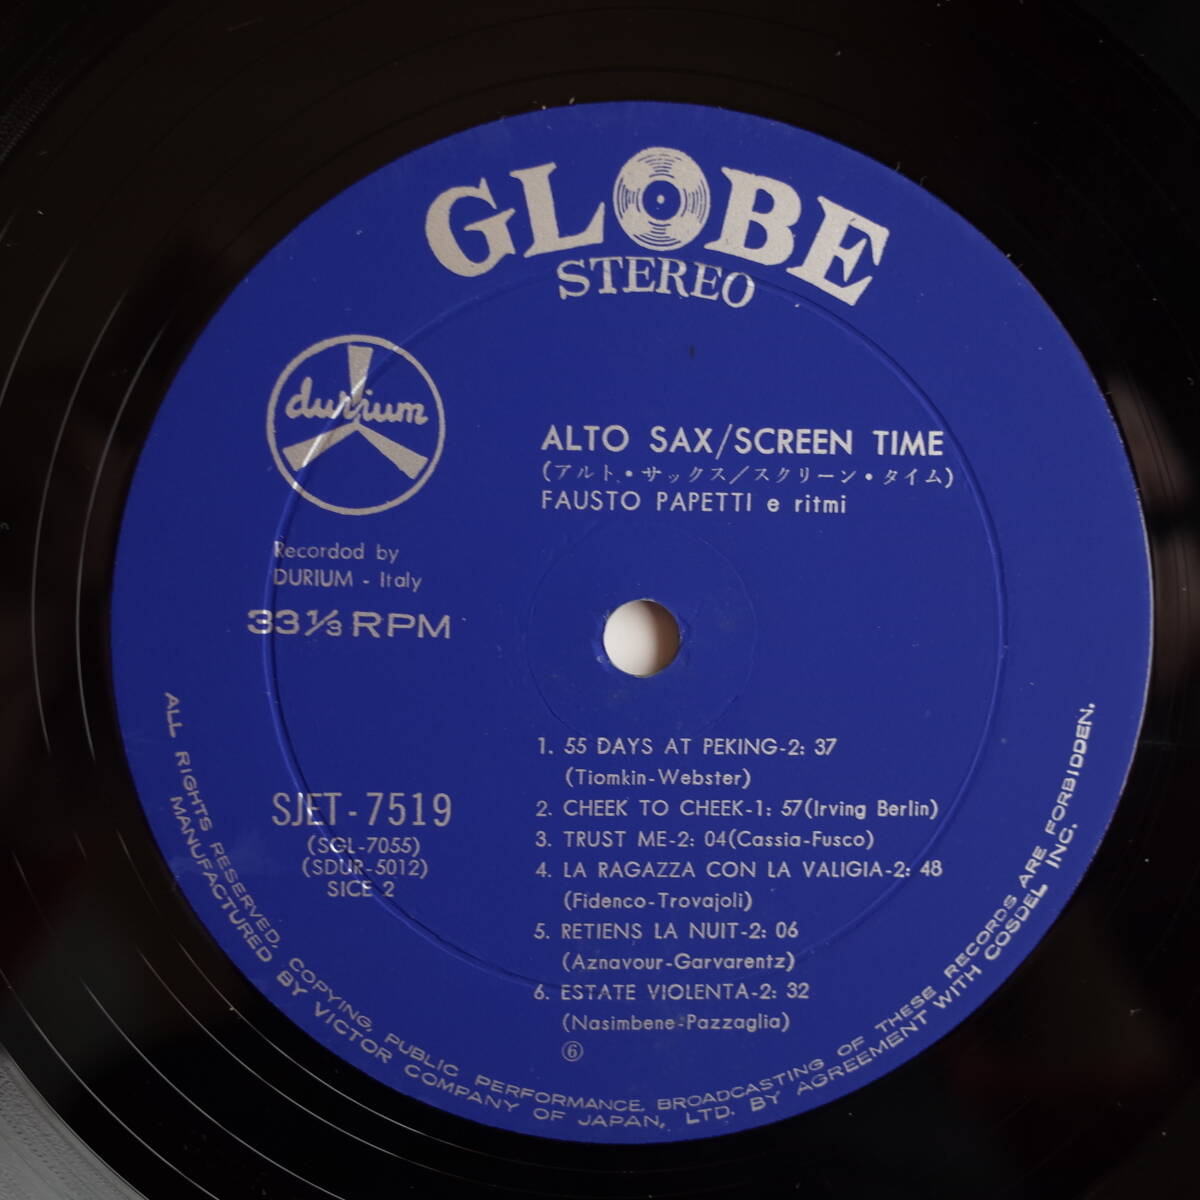 GLOBE
STEREO
durium
ALTO SAX/SCREEN TIME
(アルト・サックス/スクリーン・タイム)
FAUSTO PAPETTI e ritmi
Recordod by
DURIUM - Italy
33⅓ RPM
SJET-7519
(SGL-7055)
(SDUR-5012)
SICE 2
1. 55 DAYS AT PEKING-2: 37
(Tiomkin-Webster)
2. CHEEK TO CHEEK-1: 57(Irving Berlin)
3. TRUST ME-2: 04(Cassia-Fusco)
4. LA RAGAZZA CON LA VALIGIA-2: 48
(Fidenco-Trovajoli)
5. RETIENS LA NUIT-2: 06
(Aznavour-Garvarentz)
6. ESTATE VIOLENTA-2: 32
(Nasimbene-Pazzaglia)
⑥
ALL RIGHTS RESERVED. COPYING, PUBLIC PERFORMANCE, BROADCASTING OF THESE RECORDS ARE FORBIDDEN.
MANUFACTURED BY VICTOR COMPANY OF JAPAN, LTD. BY AGREEMENT WITH COSDEL INC.